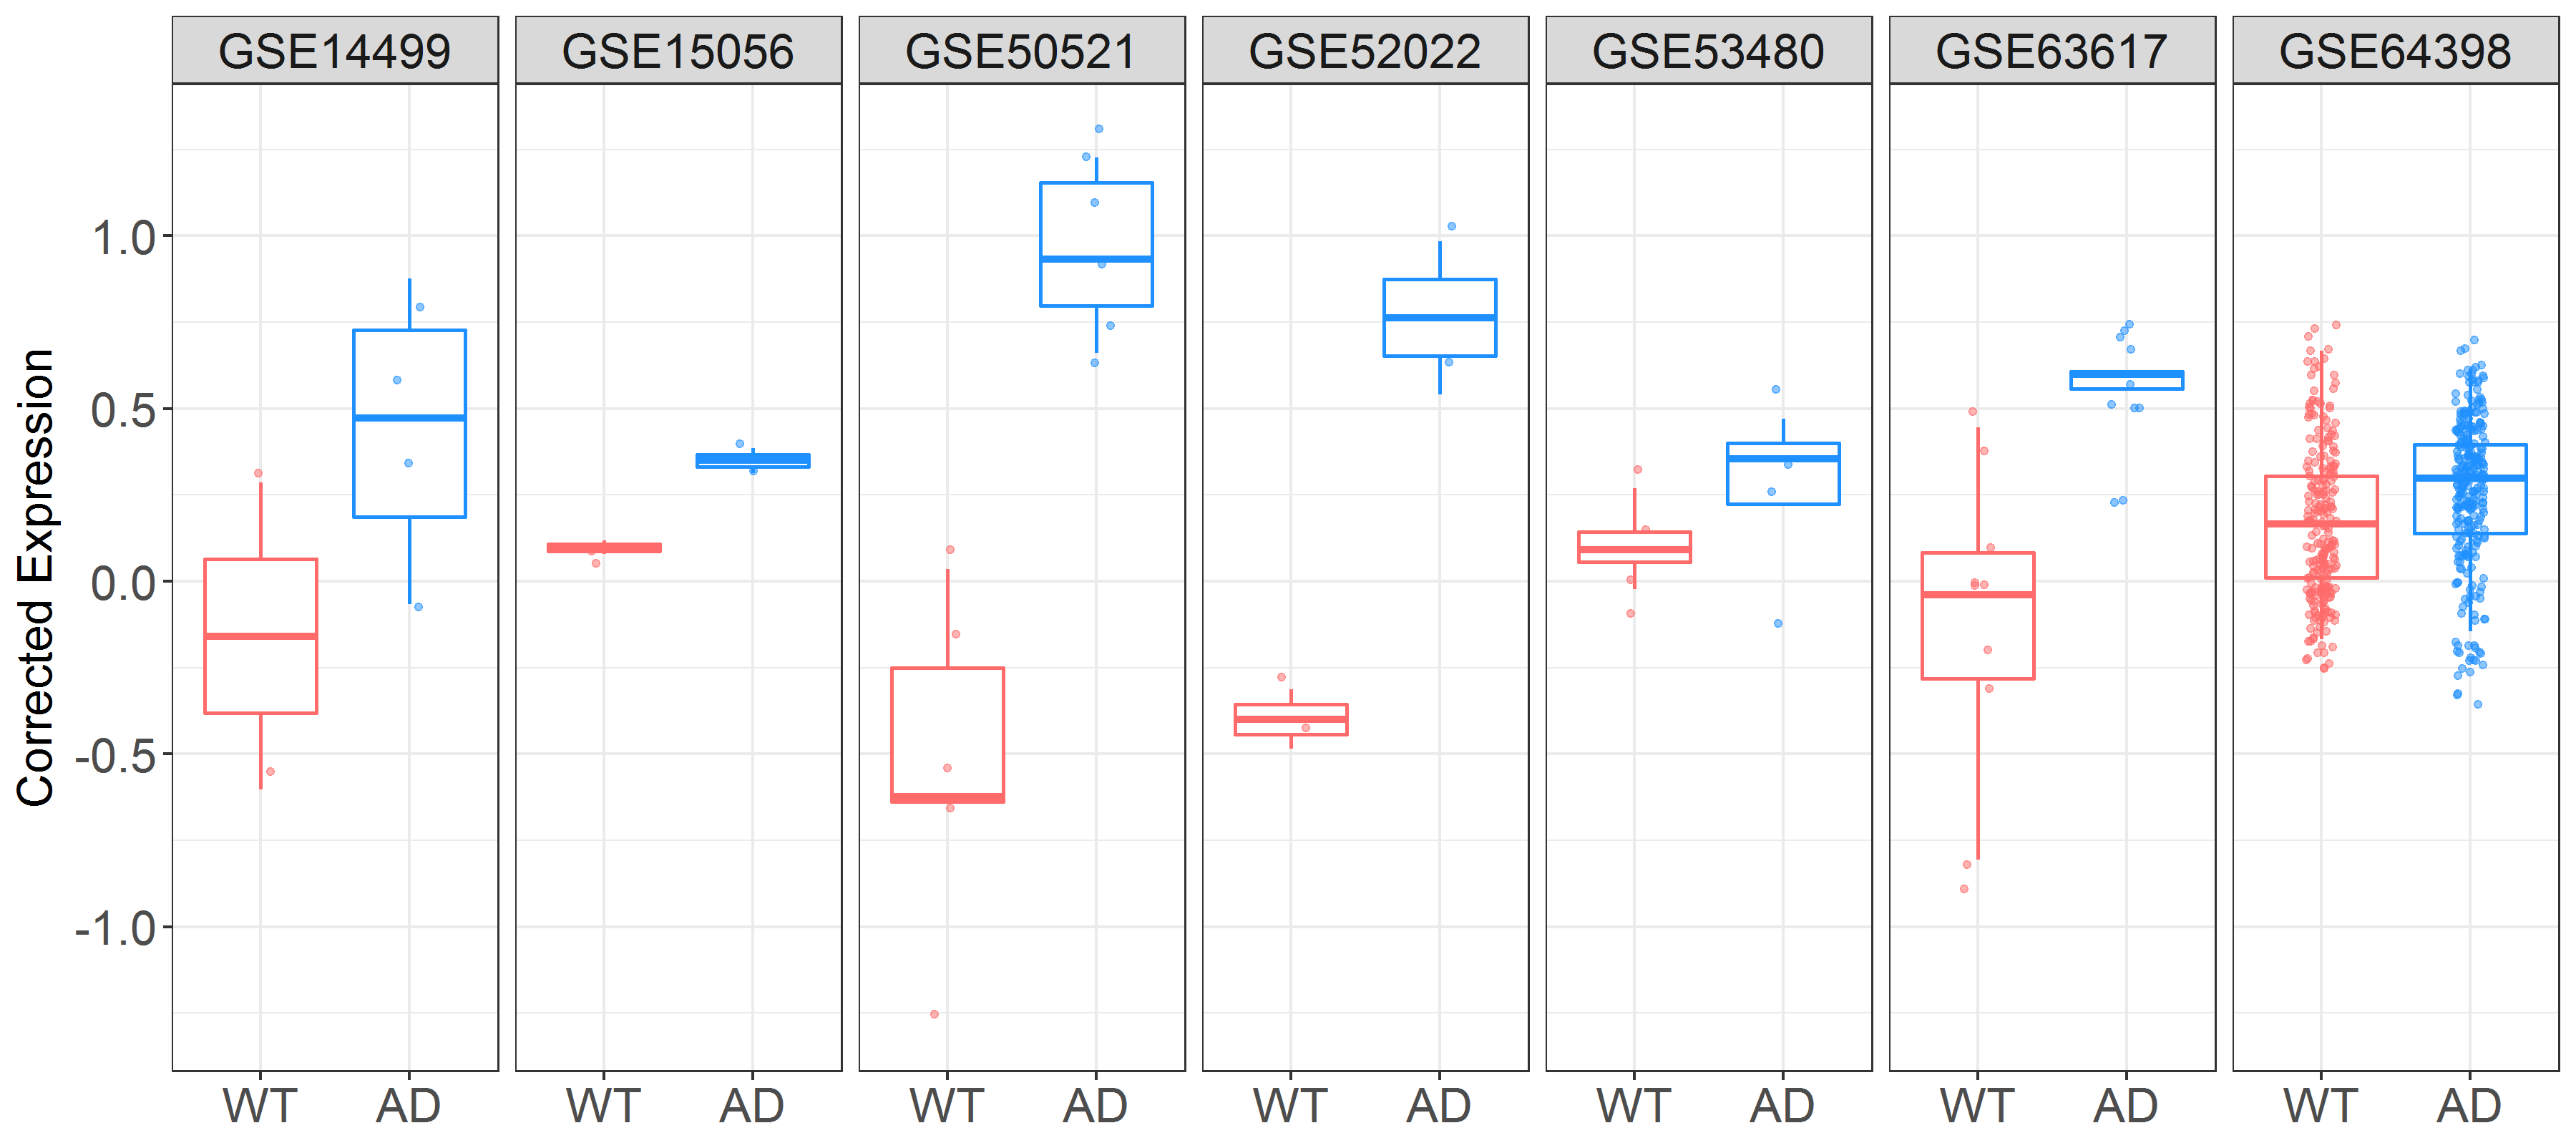 GSE14499 GSE15056 GSE50521 GSE52022 GSE53480 GSE63617 GSE64398
Corrected Expression
1.0
0.5
0.0
-0.5
-1.0
WT AD WT AD WT AD WT AD WT AD WT AD WT AD